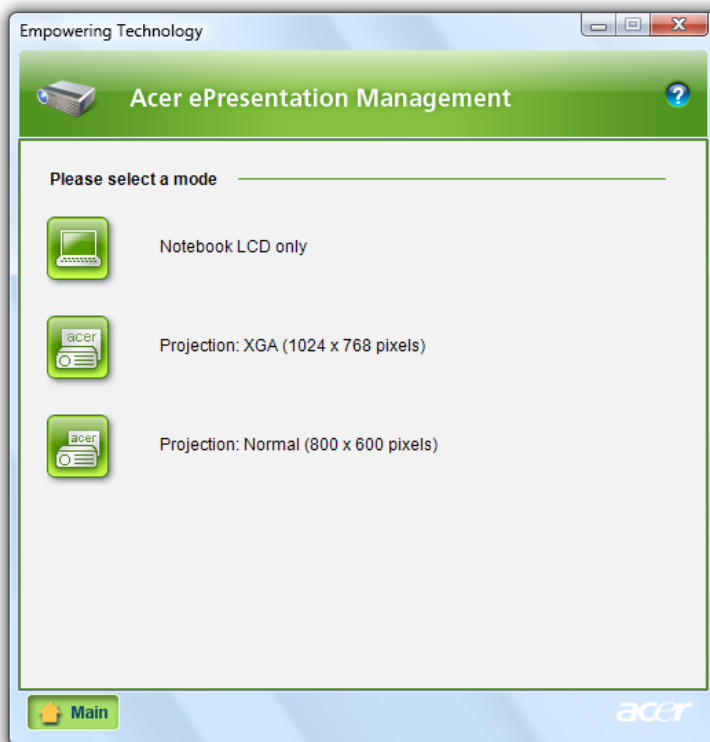 Empowering Technology
Acer ePresentation Management
?
Please select a mode
Notebook LCD only
acer
Projection: XGA (1024 x 768 pixels)
acer
Projection: Normal (800 x 600 pixels)
Main
acer